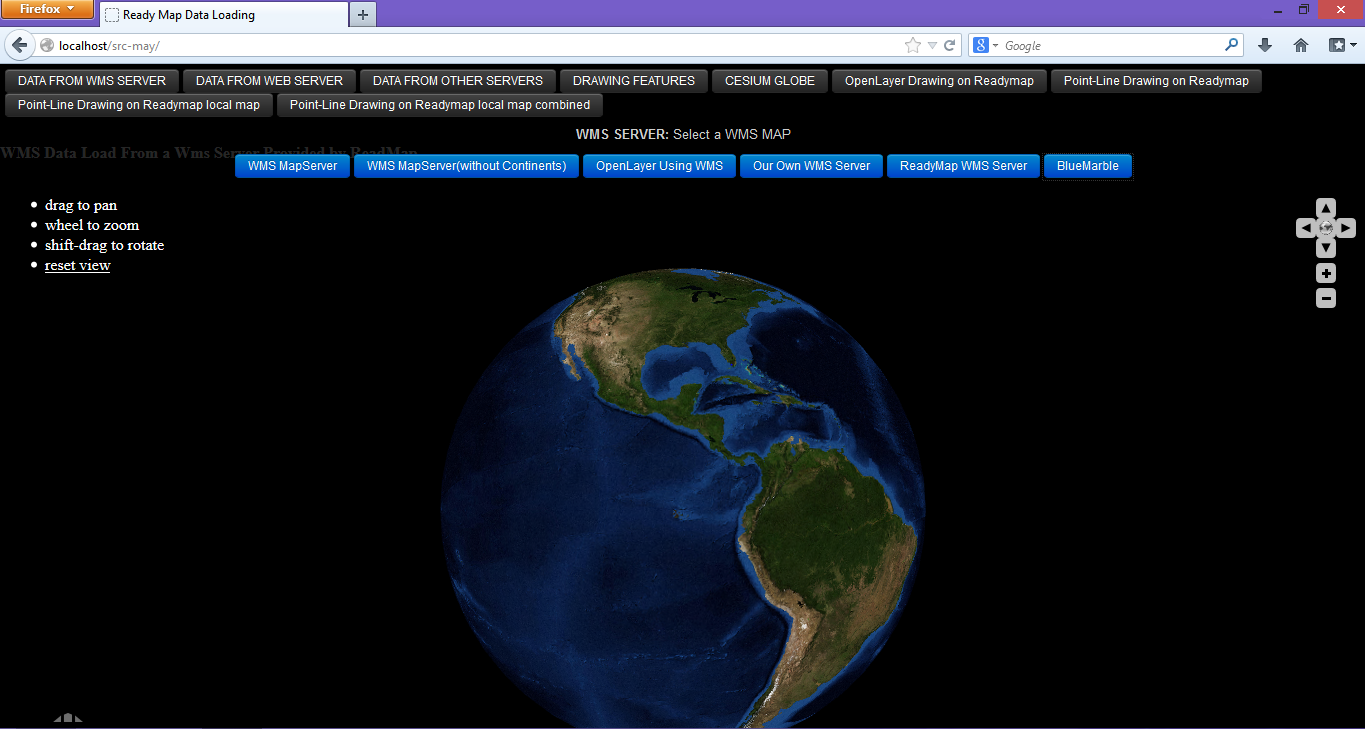 Firefox
Ready Map Data Loading
localhost/src-may/
Google
DATA FROM WMS SERVER DATA FROM WEB SERVER DATA FROM OTHER SERVERS DRAWING FEATURES CESIUM GLOBE OpenLayer Drawing on Readymap Point-Line Drawing on Readymap
Point-Line Drawing on Readymap local map Point-Line Drawing on Readymap local map combined
WMS SERVER: Select a WMS MAP
WMS Data Load From a Wms Server Provided by ReadMap
WMS MapServer WMS MapServer(without Continents) OpenLayer Using WMS Our Own WMS Server ReadyMap WMS Server BlueMarble
drag to pan
wheel to zoom
shift-drag to rotate
reset view